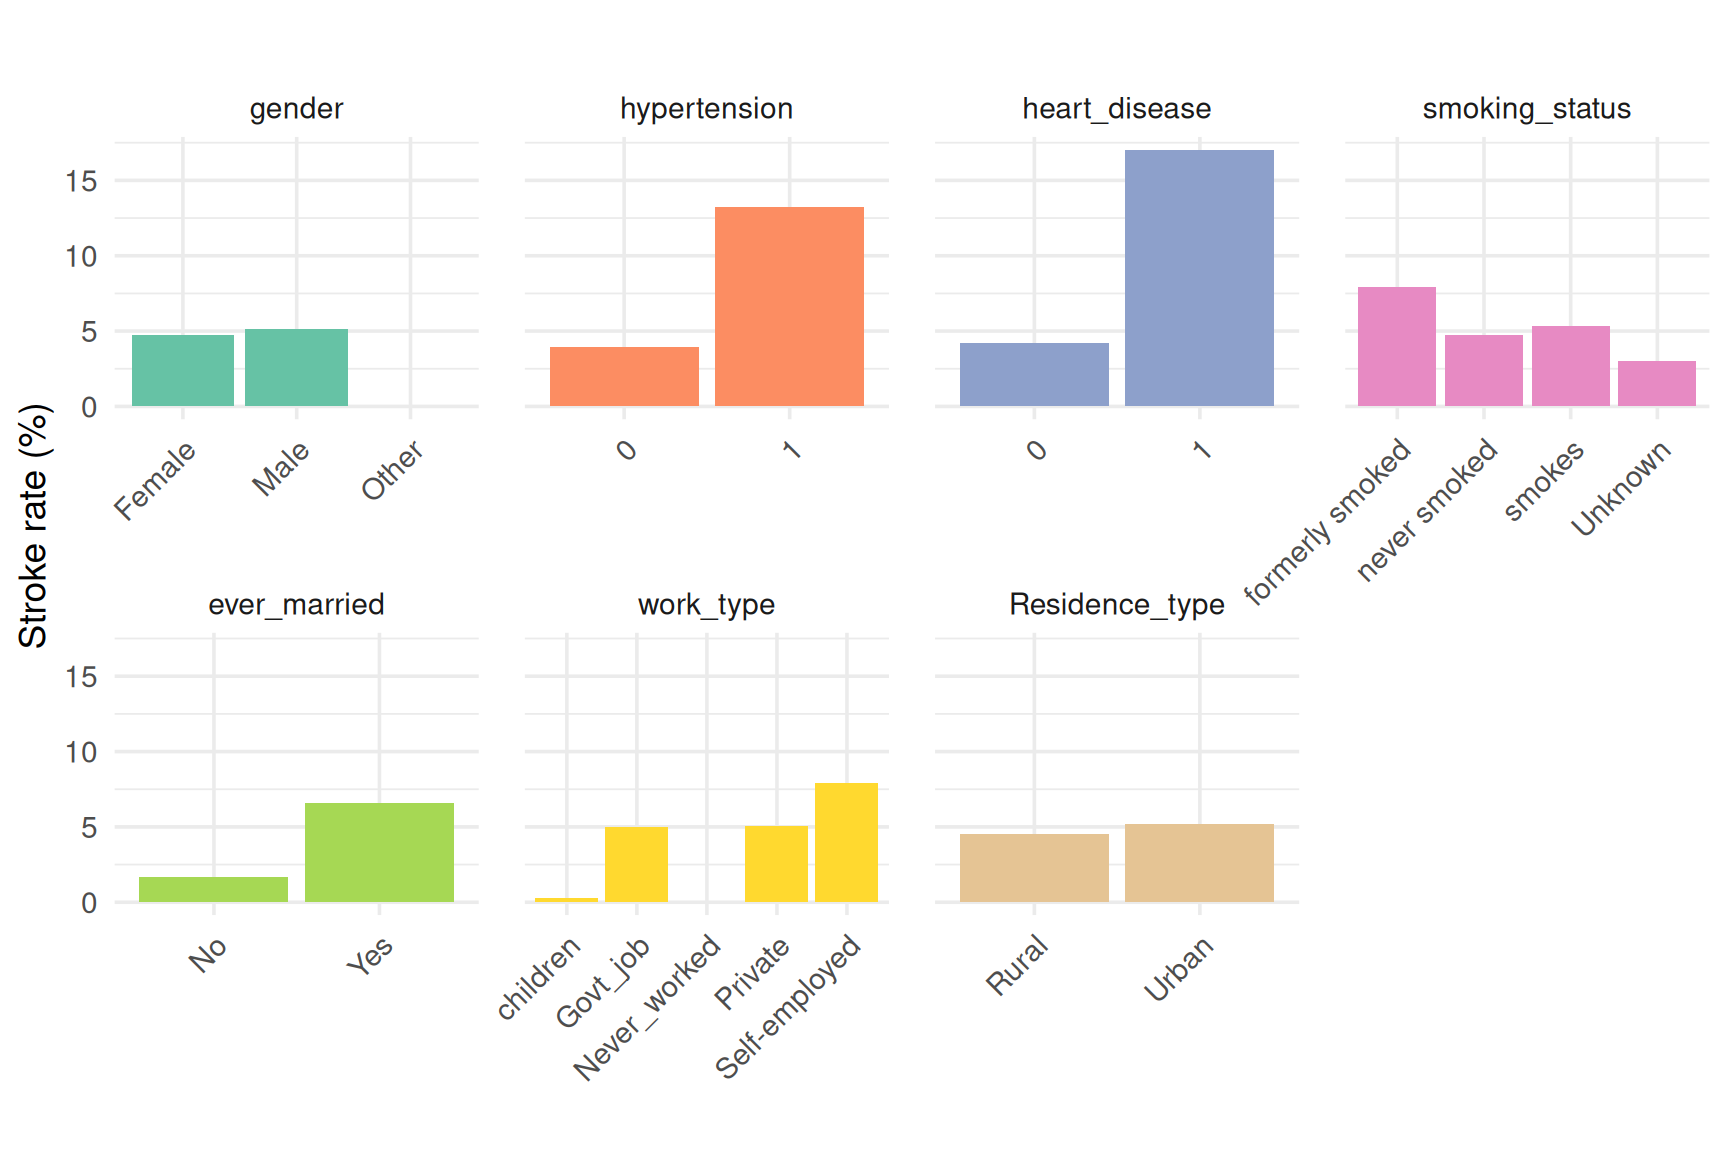 Stroke rate (%)
gender
hypertension
heart_disease
smoking_status
15
10
5
0
Female
Male
Other
0
1
0
1
formerly smoked
never smoked
smokes
Unknown
ever_married
work_type
Residence_type
15
10
5
0
No
Yes
children
Govt_job
Never_worked
Private
Self-employed
Rural
Urban